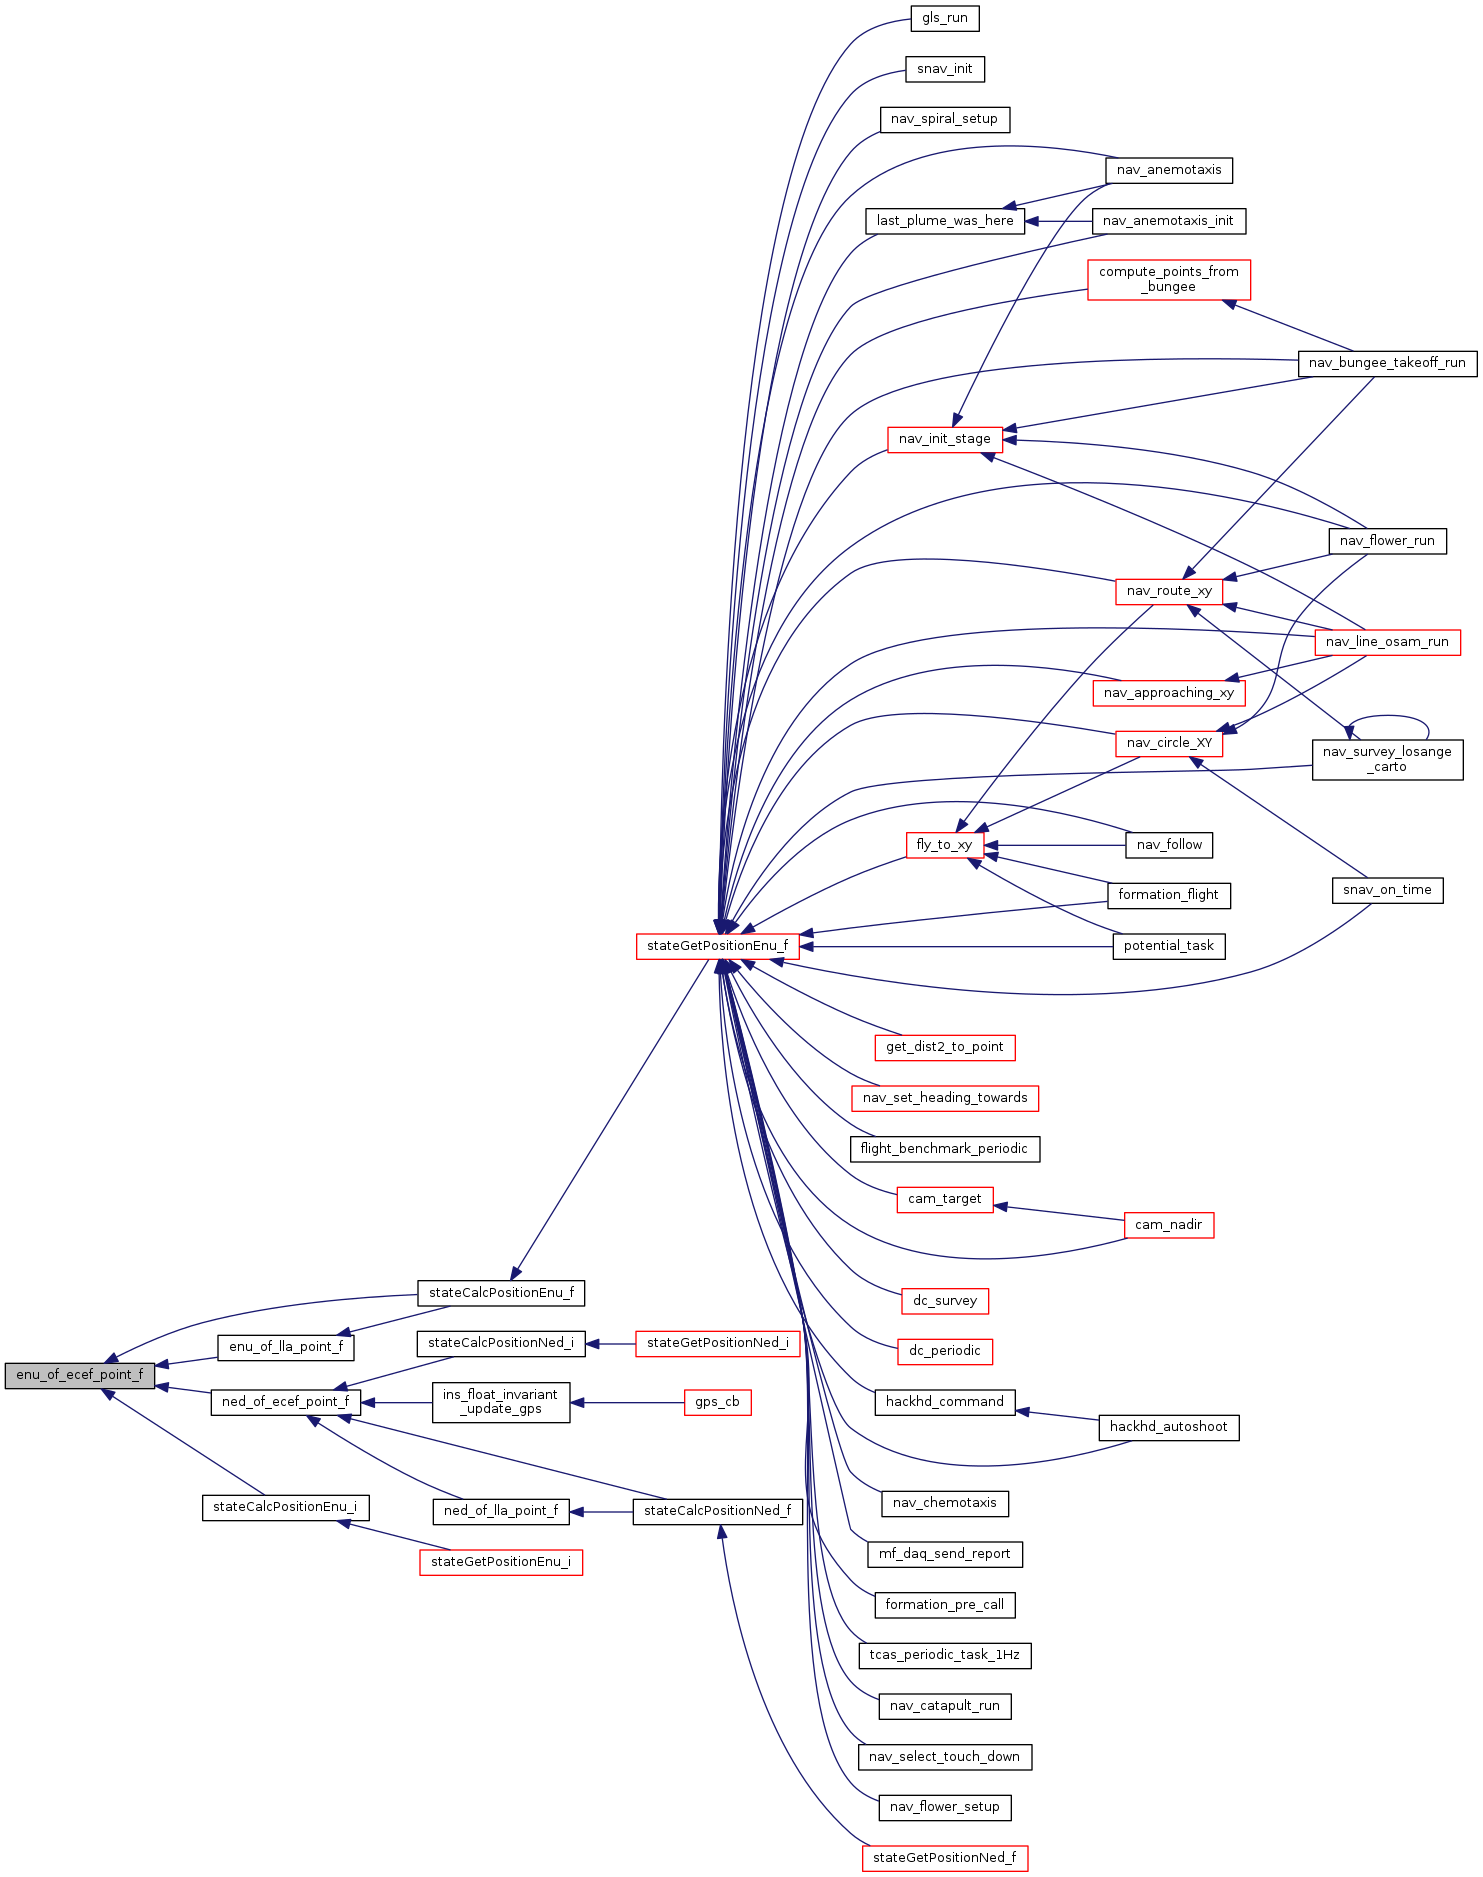 gls_run
snav_init
nav_spiral_setup
nav_anemotaxis
last_plume_was_here
nav_anemotaxis_init
compute_points_from
_bungee
nav_bungee_takeoff_run
nav_init_stage
nav_flower_run
nav_route_xy
nav_line_osam_run
nav_approaching_xy
nav_circle_XY
nav_survey_losange
_carto
fly_to_xy
nav_follow
snav_on_time
formation_flight
stateGetPositionEnu_f
potential_task
get_dist2_to_point
nav_set_heading_towards
flight_benchmark_periodic
cam_target
cam_nadir
stateCalcPositionEnu_f
dc_survey
enu_of_lla_point_f
stateCalcPositionNed_i
stateGetPositionNed_i
dc_periodic
enu_of_ecef_point_f
ned_of_ecef_point_f
ins_float_invariant
_update_gps
gps_cb
hackhd_command
hackhd_autoshoot
stateCalcPositionEnu_i
ned_of_lla_point_f
stateCalcPositionNed_f
nav_chemotaxis
stateGetPositionEnu_i
mf_daq_send_report
formation_pre_call
tcas_periodic_task_1Hz
nav_catapult_run
nav_select_touch_down
nav_flower_setup
stateGetPositionNed_f